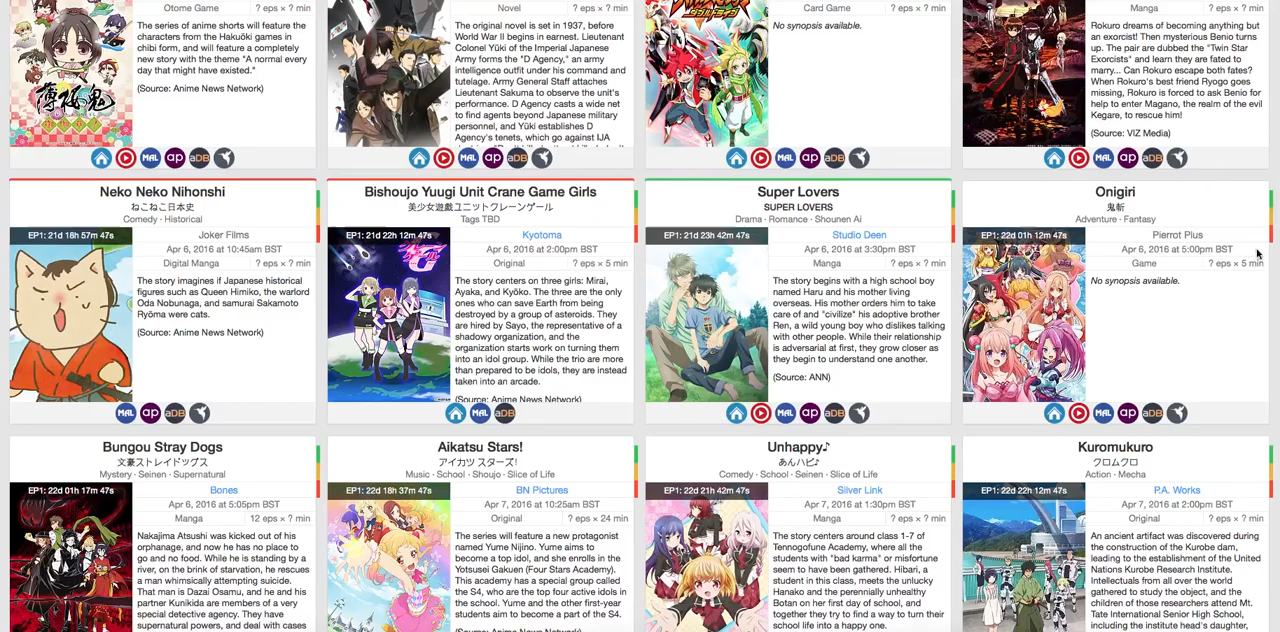 Otome Game ? eps × ? min
The series of anime shorts will feature the
characters from the Hakuōki games in
chibi form, and will feature a completely
new story with the theme "A normal every
day that might have existed."
(Source: Anime News Network)
薄桜鬼
MAL ap aDB
Novel ? eps × ? min
The original novel is set in 1937, before
World War II begins in earnest. Lieutenant
Colonel Yūki of the Imperial Japanese
Army forms the "D Agency," an army
intelligence outfit under his command and
tutelage. Army General Staff attaches
Lieutenant Sakuma to observe the unit's
performance. D Agency casts a wide net
to find agents beyond Japanese military
personnel, and Yūki establishes D
Agency's tenets, which go against IJA
MAL ap aDB
Card Game ? eps × ? min
No synopsis available.
MAL ap aDB
Manga ? eps × ? min
Rokuro dreams of becoming anything but
an exorcist! Then mysterious Benio turns
up. The pair are dubbed the "Twin Star
Exorcists" and learn they are fated to
marry... Can Rokuro escape both fates?
When Rokuro's best friend Ryogo goes
missing, Rokuro is forced to ask Benio for
help to enter Magano, the realm of the evil
Kegare, to rescue him!
(Source: VIZ Media)
MAL ap aDB
Neko Neko Nihonshi
ねこねこ日本史
Comedy · Historical
EP1: 21d 18h 57m 47s
Joker Films
Apr 6, 2016 at 10:45am BST
Digital Manga ? eps × ? min
The story imagines if Japanese historical
figures such as Queen Himiko, the warlord
Oda Nobunaga, and samurai Sakamoto
Ryōma were cats.
(Source: Anime News Network)
MAL ap aDB
Bishoujo Yuugi Unit Crane Game Girls
美少女遊戯ユニットクレーンゲール
Tags TBD
EP1: 21d 22h 12m 47s
Kyotoma
Apr 6, 2016 at 2:00pm BST
Original ? eps × 5 min
The story centers on three girls: Mirai,
Ayaka, and Kyōko. The three are the only
ones who can save Earth from being
destroyed by a group of asteroids. They
are hired by Sayo, the representative of a
shadowy organization, and the
organization starts work on turning them
into an idol group. While the trio are more
than prepared to be idols, they are instead
taken into an arcade.
(Source: Anime News Network)
MAL aDB
Super Lovers
SUPER LOVERS
Drama · Romance · Shounen Ai
EP1: 21d 23h 42m 47s
Studio Deen
Apr 6, 2016 at 3:30pm BST
Manga ? eps × ? min
The story begins with a high school boy
named Haru and his mother living
overseas. His mother orders him to take
care of and "civilize" his adoptive brother
Ren, a wild young boy who dislikes talking
with other people. While their relationship
is adversarial at first, they grow closer as
they begin to understand one another.
(Source: ANN)
MAL ap aDB
Onigiri
鬼斬
Adventure · Fantasy
EP1: 22d 01h 12m 47s
Pierrot Plus
Apr 6, 2016 at 5:00pm BST
Game ? eps × 5 min
No synopsis available.
MAL ap aDB
Bungou Stray Dogs
文豪ストレイドッグス
Mystery · Seinen · Supernatural
EP1: 22d 01h 17m 47s
Bones
Apr 6, 2016 at 5:05pm BST
Manga 12 eps × ? min
Nakajima Atsushi was kicked out of his
orphanage, and now he has no place to
go and no food. While he is standing by a
river, on the brink of starvation, he rescues
a man whimsically attempting suicide.
That man is Dazai Osamu, and he and his
partner Kunikida are members of a very
special detective agency. They have
supernatural powers, and deal with cases
Aikatsu Stars!
アイカツ スターズ!
Music · School · Shoujo · Slice of Life
EP1: 22d 18h 37m 47s
BN Pictures
Apr 7, 2016 at 10:25am BST
Original ? eps × 24 min
The series will feature a new protagonist
named Yume Nijino. Yume aims to
become a top idol, and she enrolls in the
Yotsusei Gakuen (Four Stars Academy).
This academy has a special group called
the S4, who are the top four active idols in
the school. Yume and the other first-year
students aim to become a part of the S4.
(Source: Anime News Network)
Unhappy♪
あんハピ♪
Comedy · School · Seinen · Slice of Life
EP1: 22d 21h 42m 47s
Silver Link
Apr 7, 2016 at 1:30pm BST
Manga ? eps × ? min
The story centers around class 1-7 of
Tennogofune Academy, where all the
students with "bad karma" or misfortune
seem to have been gathered. Hibari, a
student in this class, meets the unlucky
Hanako and the perennially unhealthy
Botan on her first day of school, and
together they try to find a way to turn their
school life into a happy one.
Kuromukuro
クロムクロ
Action · Mecha
EP1: 22d 22h 12m 47s
P.A. Works
Apr 7, 2016 at 2:00pm BST
Original ? eps × ? min
An ancient artifact was discovered during
the construction of the Kurobe dam,
leading to the establishment of the United
Nations Kurobe Research Institute.
Intellectuals from all over the world
gathered to study the object, and the
children of those researchers attend Mt.
Tate International Senior High School,
including the institute head's daughter,